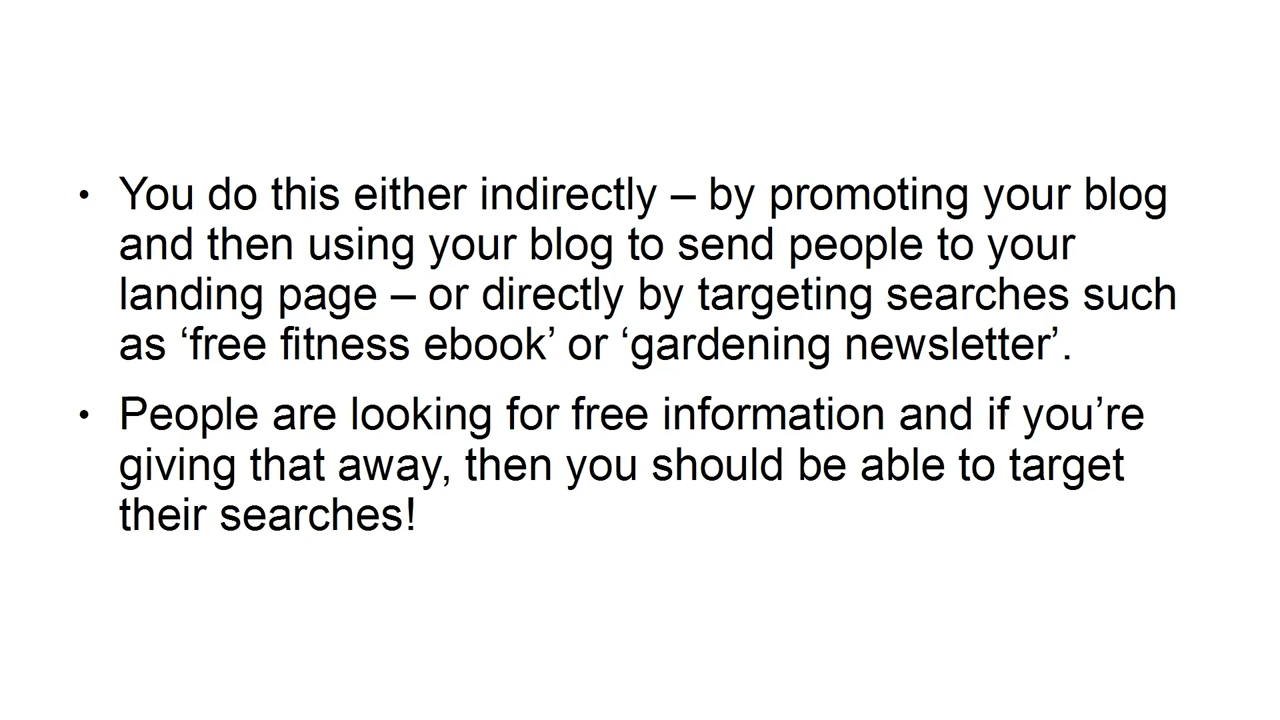 • You do this either indirectly – by promoting your blog
and then using your blog to send people to your
landing page – or directly by targeting searches such
as ‘free fitness ebook’ or ‘gardening newsletter’.
• People are looking for free information and if you’re
giving that away, then you should be able to target
their searches!